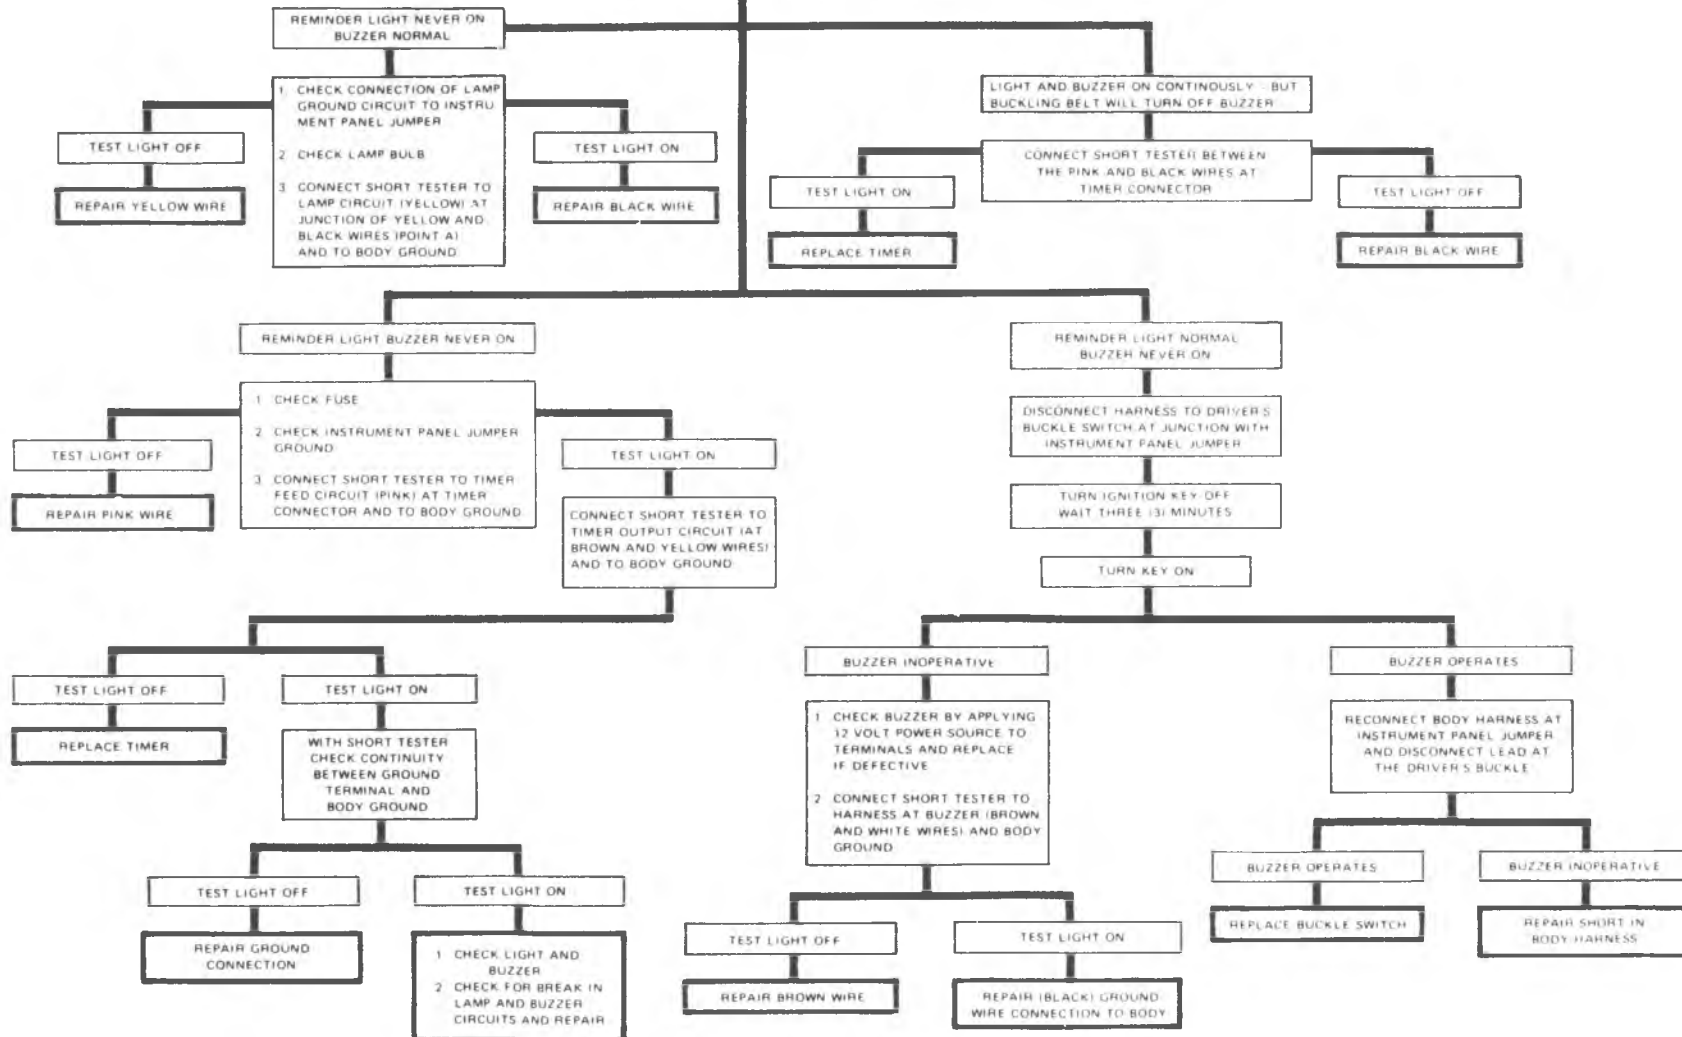 REMINDER LIGHT NEVER ON
BUZZER NORMAL
1 CHECK CONNECTION OF LAMP
GROUND CIRCUIT TO INSTRU
MENT PANEL JUMPER
2 CHECK LAMP BULB
3 CONNECT SHORT TESTER TO
LAMP CIRCUIT (YELLOW) AT
JUNCTION OF YELLOW AND
BLACK WIRES (POINT A)
AND TO BODY GROUND
TEST LIGHT OFF
REPAIR YELLOW WIRE
TEST LIGHT ON
REPAIR BLACK WIRE
LIGHT AND BUZZER ON CONTINOUSLY - BUT
BUCKLING BELT WILL TURN OFF BUZZER
CONNECT SHORT TESTER BETWEEN
THE PINK AND BLACK WIRES AT
TIMER CONNECTOR
TEST LIGHT ON
REPLACE TIMER
TEST LIGHT OFF
REPAIR BLACK WIRE
REMINDER LIGHT BUZZER NEVER ON
1 CHECK FUSE
2 CHECK INSTRUMENT PANEL JUMPER
GROUND
3 CONNECT SHORT TESTER TO TIMER
FEED CIRCUIT (PINK) AT TIMER
CONNECTOR AND TO BODY GROUND
TEST LIGHT OFF
REPAIR PINK WIRE
TEST LIGHT ON
CONNECT SHORT TESTER TO
TIMER OUTPUT CIRCUIT (AT
BROWN AND YELLOW WIRES)
AND TO BODY GROUND
TEST LIGHT OFF
REPLACE TIMER
TEST LIGHT ON
WITH SHORT TESTER
CHECK CONTINUITY
BETWEEN GROUND
TERMINAL AND
BODY GROUND
TEST LIGHT OFF
REPAIR GROUND
CONNECTION
TEST LIGHT ON
1 CHECK LIGHT AND
BUZZER
2 CHECK FOR BREAK IN
LAMP AND BUZZER
CIRCUITS AND REPAIR
REMINDER LIGHT NORMAL
BUZZER NEVER ON
DISCONNECT HARNESS TO DRIVER'S
BUCKLE SWITCH AT JUNCTION WITH
INSTRUMENT PANEL JUMPER
TURN IGNITION KEY OFF
WAIT THREE (3) MINUTES
TURN KEY ON
BUZZER INOPERATIVE
1 CHECK BUZZER BY APPLYING
12 VOLT POWER SOURCE TO
TERMINALS AND REPLACE
IF DEFECTIVE
2 CONNECT SHORT TESTER TO
HARNESS AT BUZZER (BROWN
AND WHITE WIRES) AND BODY
GROUND
TEST LIGHT OFF
REPAIR BROWN WIRE
TEST LIGHT ON
REPAIR (BLACK) GROUND
WIRE CONNECTION TO BODY
BUZZER OPERATES
RECONNECT BODY HARNESS AT
INSTRUMENT PANEL JUMPER
AND DISCONNECT LEAD AT
THE DRIVER'S BUCKLE
BUZZER OPERATES
REPLACE BUCKLE SWITCH
BUZZER INOPERATIVE
REPAIR SHORT IN
BODY HARNESS